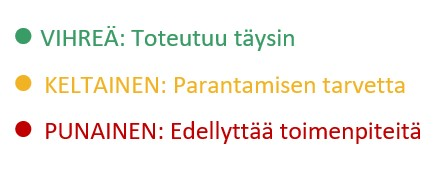 ● VIHREÄ: Toteutuu täysin
● KELTAINEN: Parantamisen tarvetta
● PUNAINEN: Edellyttää toimenpiteitä